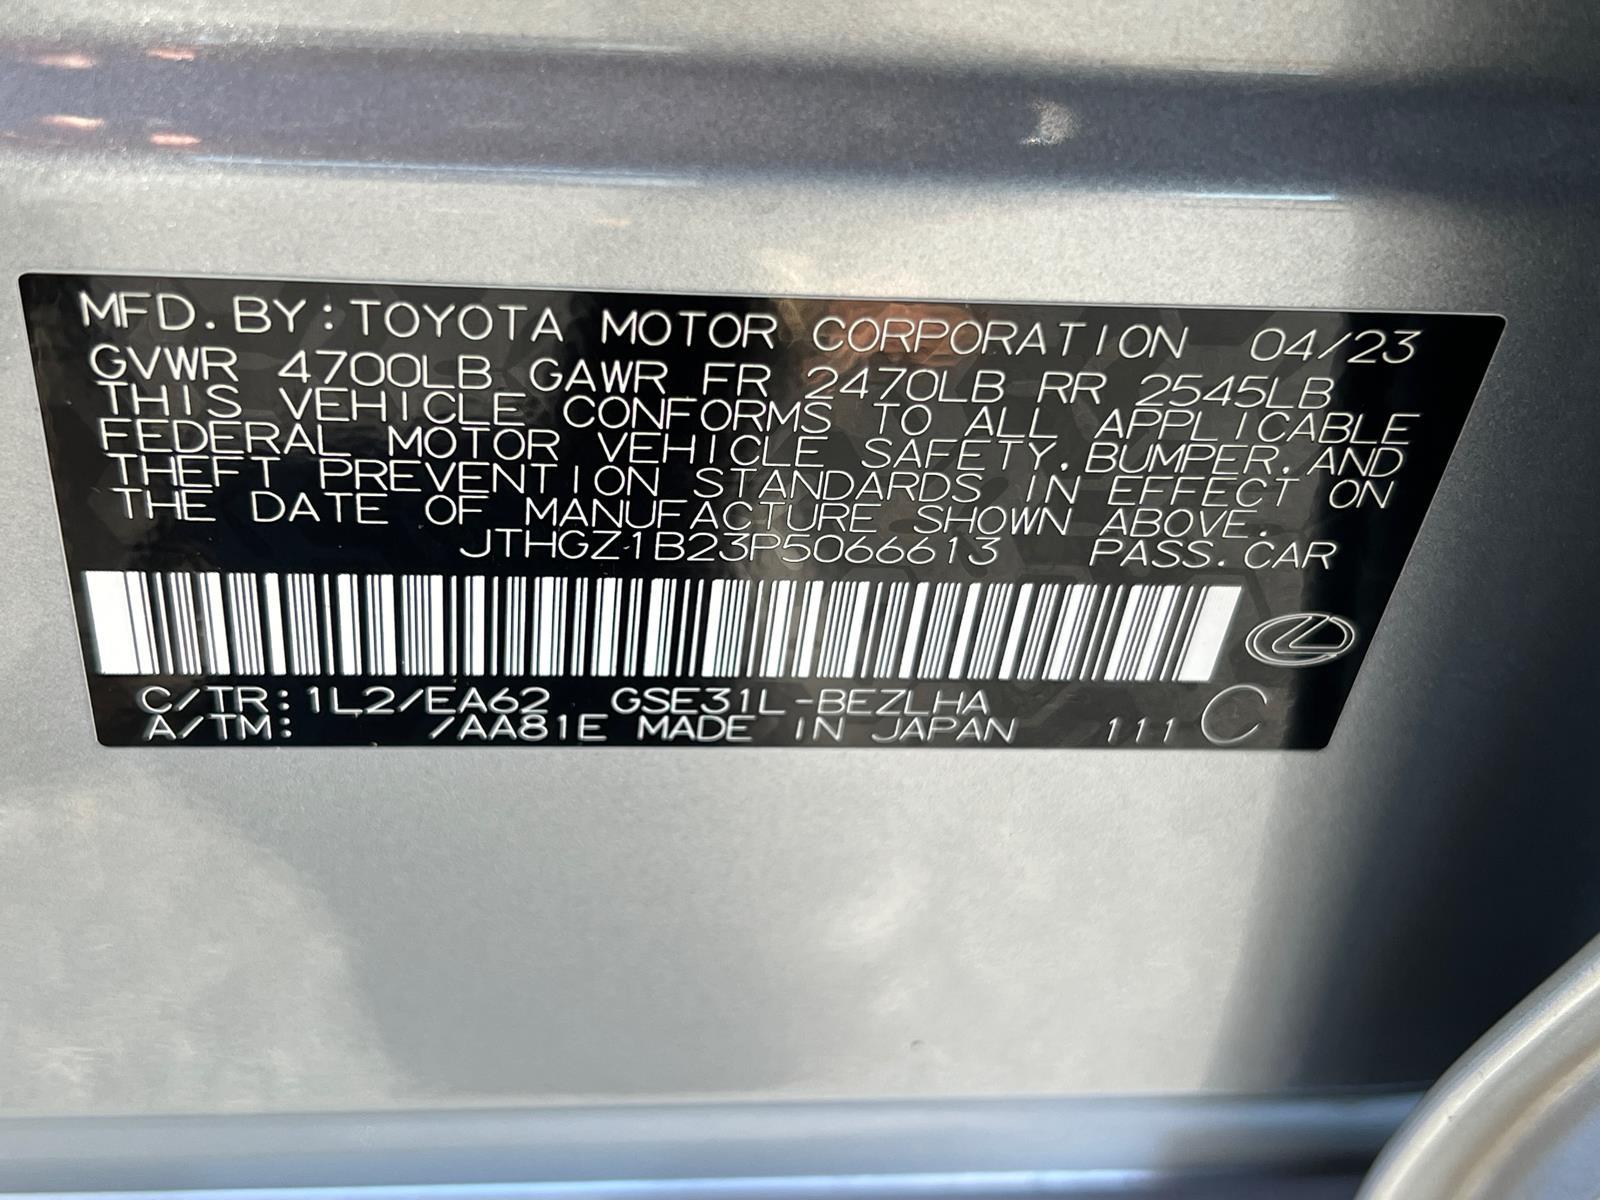 MFD.BY:TOYOTA MOTOR CORPORATION 04/23
GVWR 4700LB GAWR FR 2470LB RR 2545LB
THIS VEHICLE CONFORMS TO ALL APPLICABLE
FEDERAL MOTOR VEHICLE SAFETY.BUMPER.AND
THEFT PREVENTION STANDARDS IN EFFECT ON
THE DATE OF MANUFACTURE SHOWN ABOVE.
JTHGZ1B23P5066613 PASS.CAR
C/TR:1L2/EA62 GSE31L-BEZLHA
A/TM: /AA81E MADE IN JAPAN 111 C